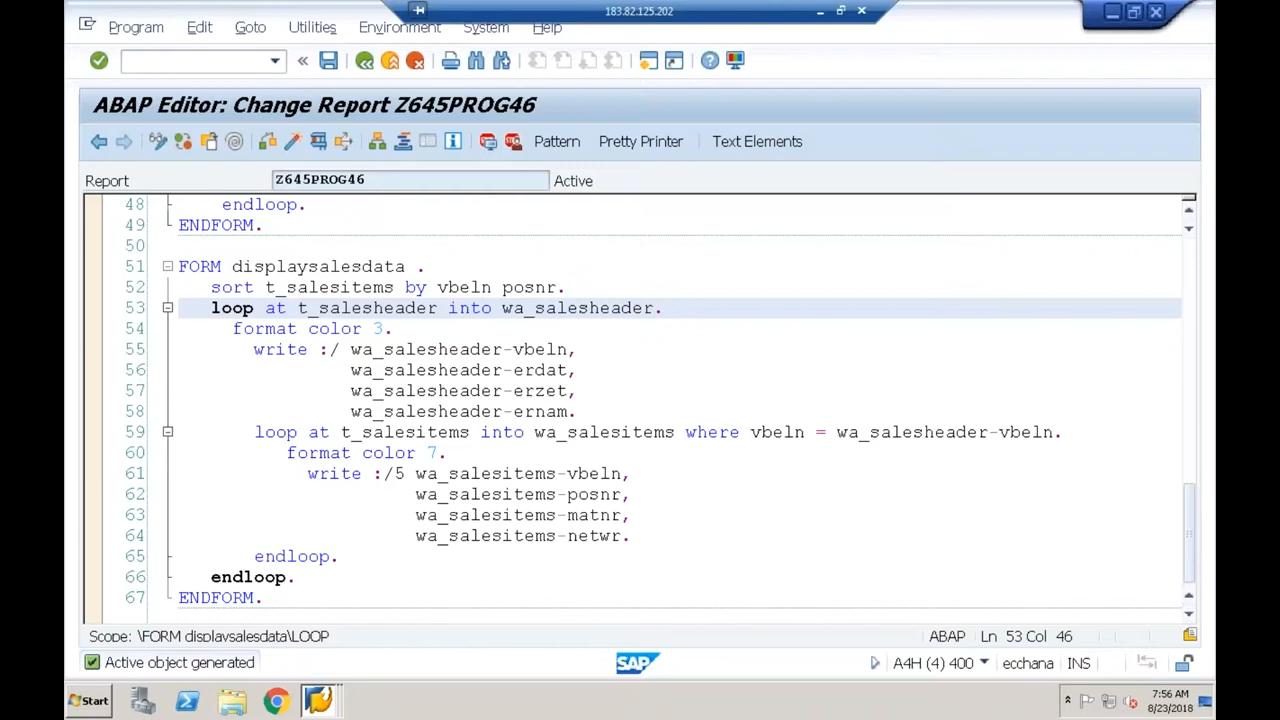 183.82.125.202
Program Edit Goto Utilities Environment System Help
ABAP Editor: Change Report Z645PROG46
Pattern Pretty Printer Text Elements
Report Z645PROG46 Active
48 endloop.
49 ENDFORM.
50
51 FORM displaysalesdata .
52 sort t_salesitems by vbeln posnr.
53 loop at t_salesheader into wa_salesheader.
54 format color 3.
55 write :/ wa_salesheader-vbeln,
56 wa_salesheader-erdat,
57 wa_salesheader-erzet,
58 wa_salesheader-ernam.
59 loop at t_salesitems into wa_salesitems where vbeln = wa_salesheader-vbeln.
60 format color 7.
61 write :/5 wa_salesitems-vbeln,
62 wa_salesitems-posnr,
63 wa_salesitems-matnr,
64 wa_salesitems-netwr.
65 endloop.
66 endloop.
67 ENDFORM.
Scope: \FORM displaysalesdata\LOOP ABAP Ln 53 Col 46
Active object generated SAP A4H (4) 400 ecchana INS
Start 7:56 AM
8/23/2018